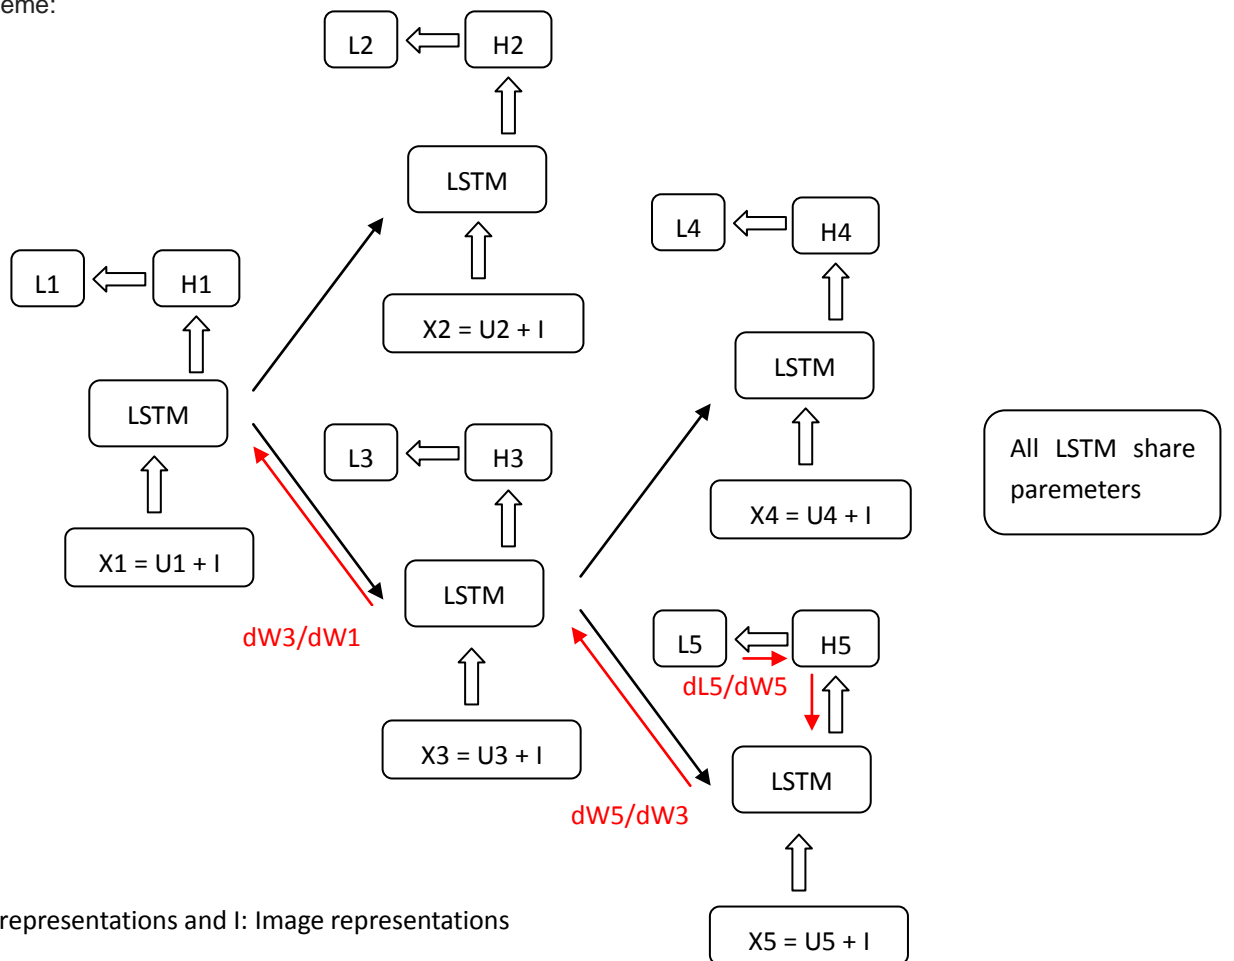 eme:
L2
H2
LSTM
X2 = U2 + I
L4
H4
LSTM
X4 = U4 + I
L1
H1
LSTM
X1 = U1 + I
L3
H3
LSTM
X3 = U3 + I
dW3/dW1
L5
H5
dL5/dW5
LSTM
dW5/dW3
X5 = U5 + I
All LSTM share
paremeters
representations and I: Image representations